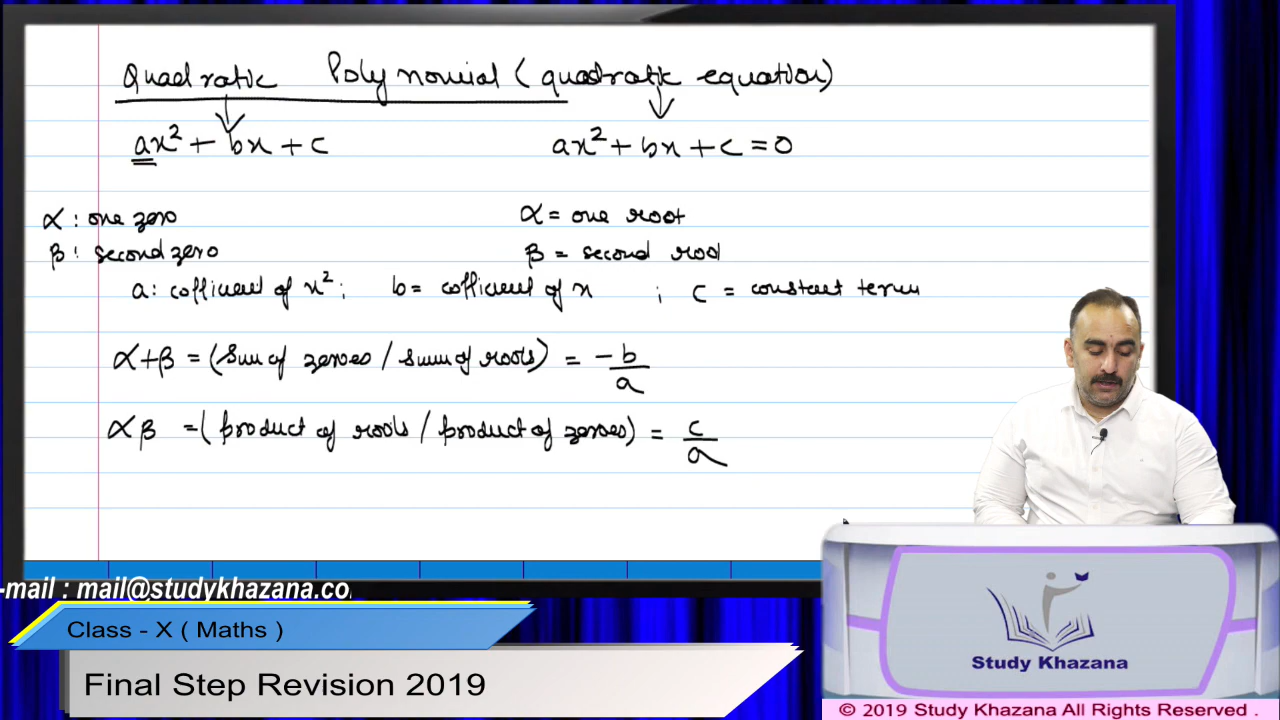 Quadratic Polynomial (quadratic equation)
ax² + bx + c ax² + bx + c = 0
α : one zero α = one root
β : second zero β = second root
a : cofficient of x² ; b = cofficient of x ; c = constant term
α+β = (Sum of zeroes / sum of roots) = -b/a
αβ = (product of roots / product of zeroes) = c/a
-mail : mail@studykhazana.co
Class - X ( Maths )
Final Step Revision 2019
Study Khazana
© 2019 Study Khazana All Rights Reserved .